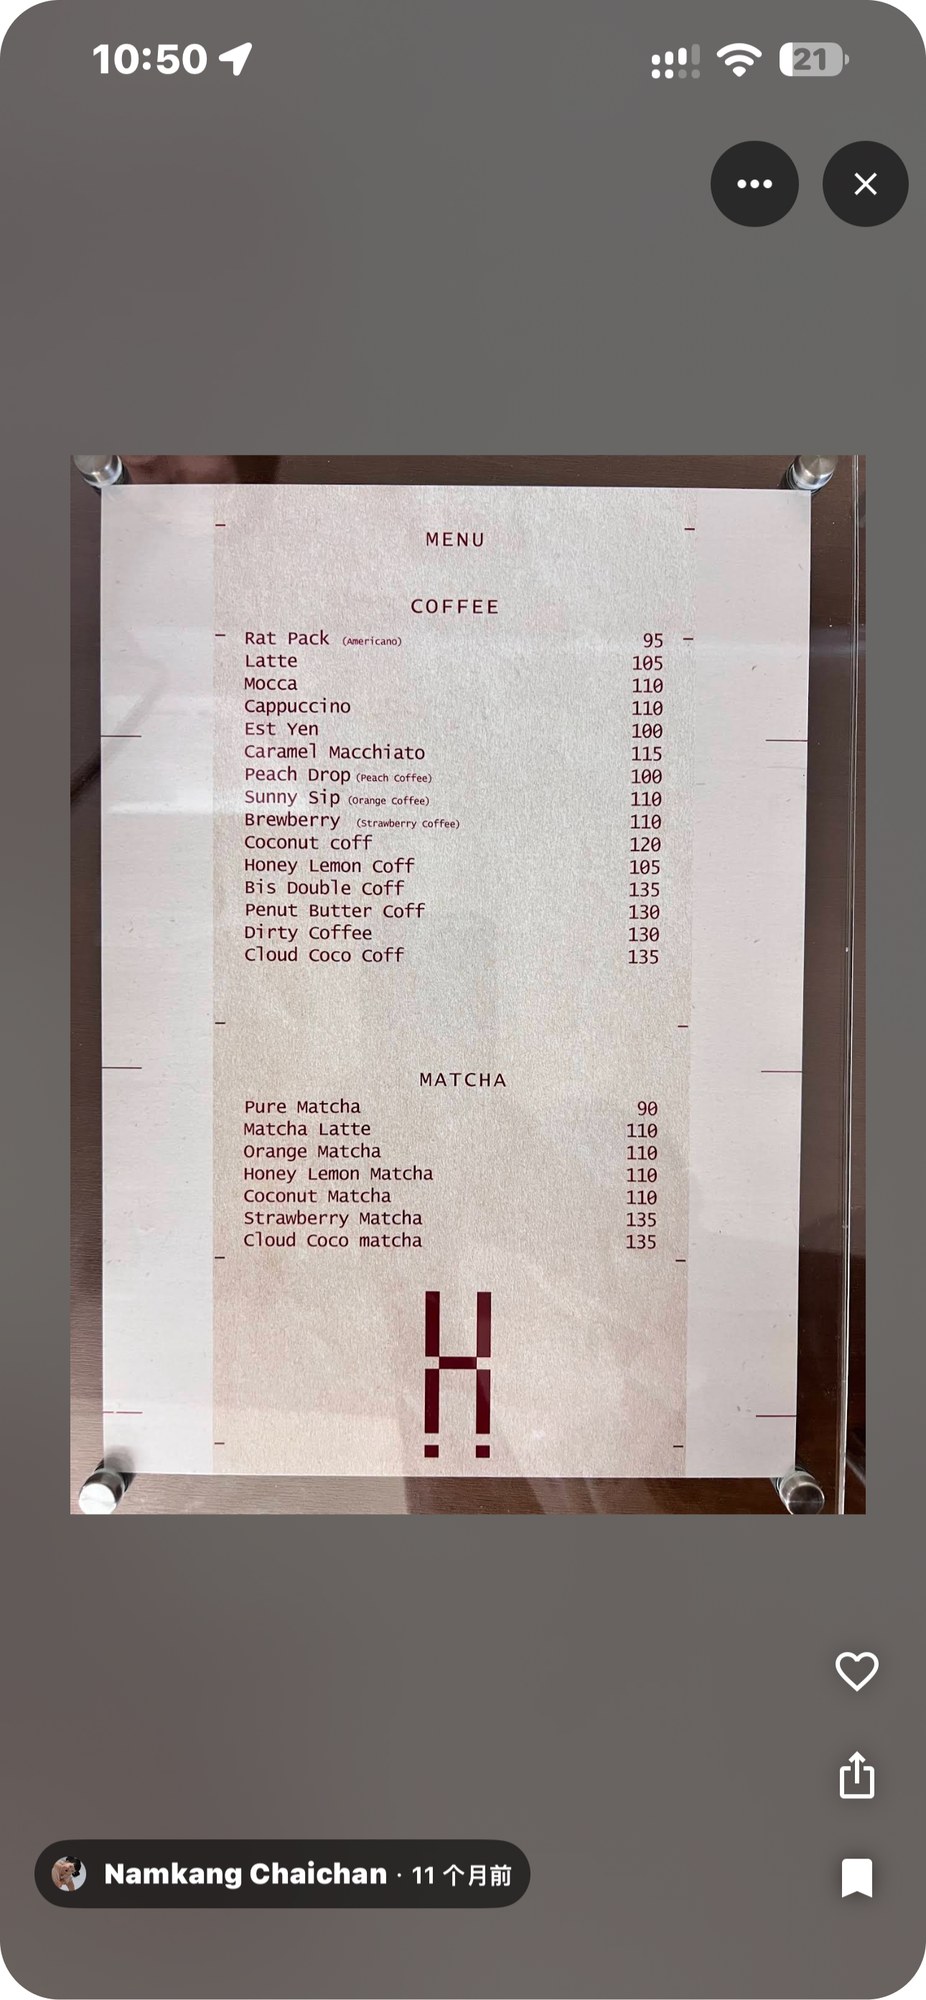 10:50
21
MENU
COFFEE
Rat Pack (Americano) 95
Latte 105
Mocca 110
Cappuccino 110
Est Yen 100
Caramel Macchiato 115
Peach Drop (Peach Coffee) 100
Sunny Sip (Orange Coffee) 110
Brewberry (Strawberry Coffee) 110
Coconut coff 120
Honey Lemon Coff 105
Bis Double Coff 135
Penut Butter Coff 130
Dirty Coffee 130
Cloud Coco Coff 135
MATCHA
Pure Matcha 90
Matcha Latte 110
Orange Matcha 110
Honey Lemon Matcha 110
Coconut Matcha 110
Strawberry Matcha 135
Cloud Coco matcha 135
Namkang Chaichan · 11 个月前